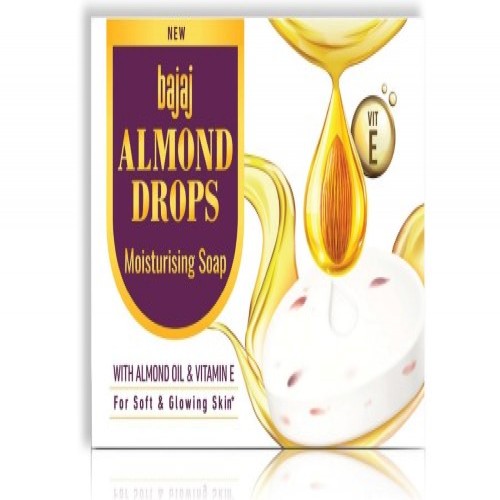 NEW
bajaj
ALMOND
DROPS
Moisturising Soap
WITH ALMOND OIL & VITAMIN E
For Soft & Glowing Skin*
VIT
E